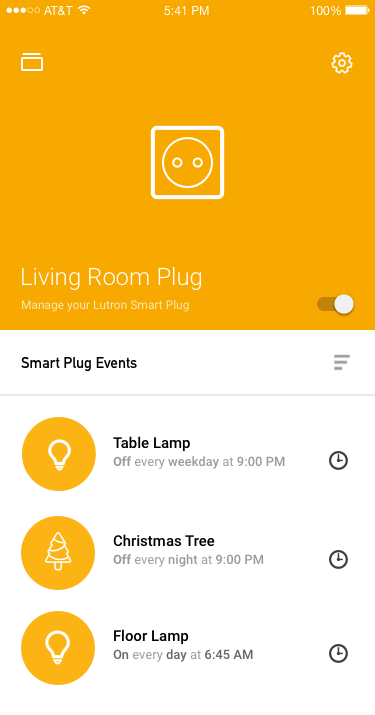 AT&T 5:41 PM 100%
Living Room Plug
Manage your Lutron Smart Plug
Smart Plug Events
Table Lamp
Off every weekday at 9:00 PM
Christmas Tree
Off every night at 9:00 PM
Floor Lamp
On every day at 6:45 AM